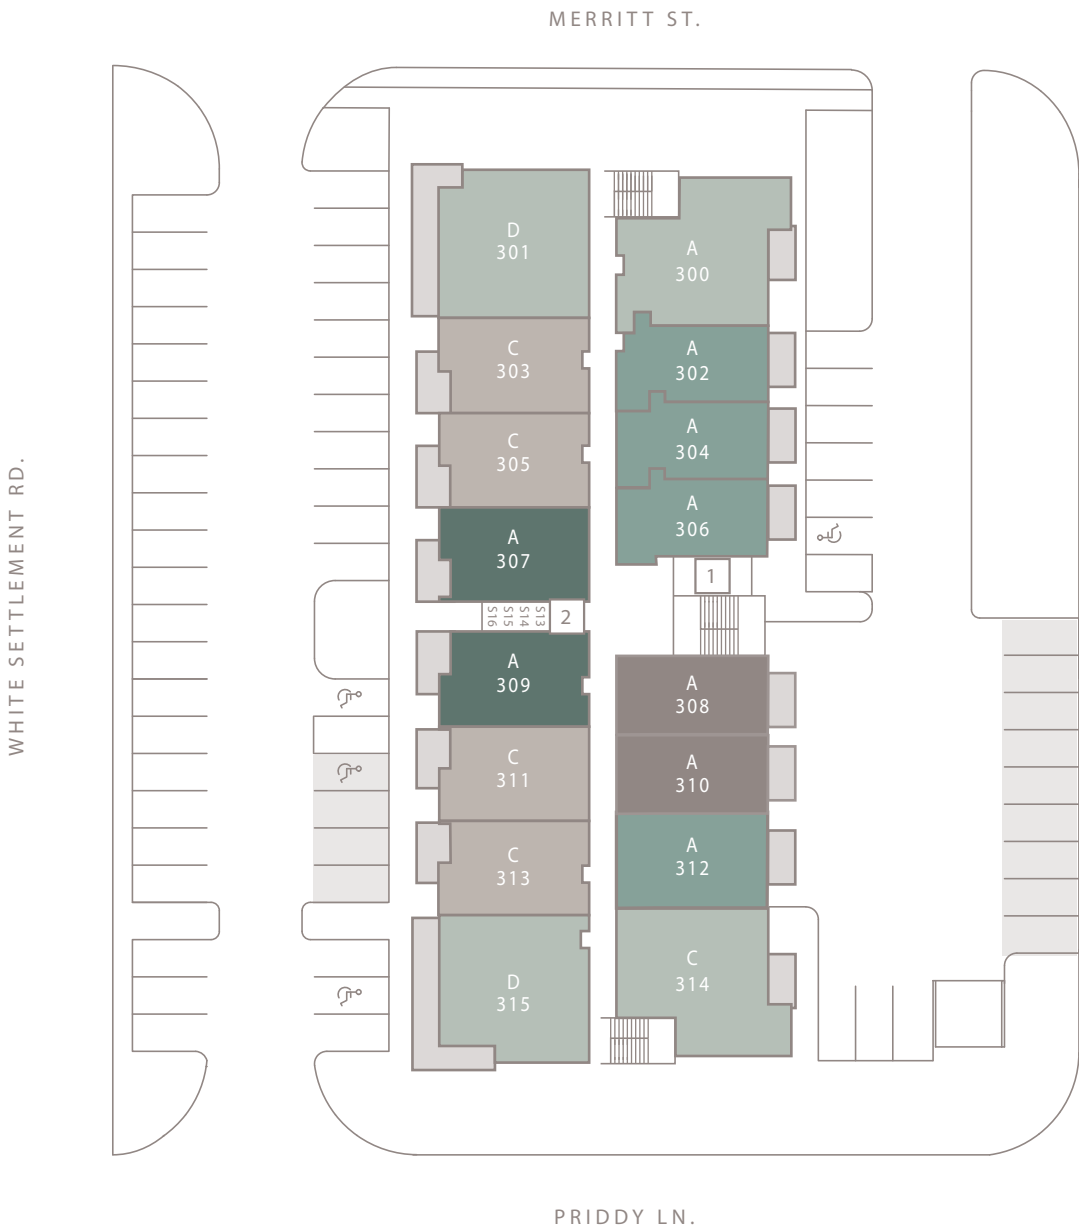 MERRITT ST.
WHITE SETTLEMENT RD.
D
301
A
300
C
303
A
302
C
305
A
304
A
307
A
306
1
S16
S15
S14
S13
2
A
309
A
308
C
311
A
310
C
313
A
312
D
315
C
314
PRIDDY LN.